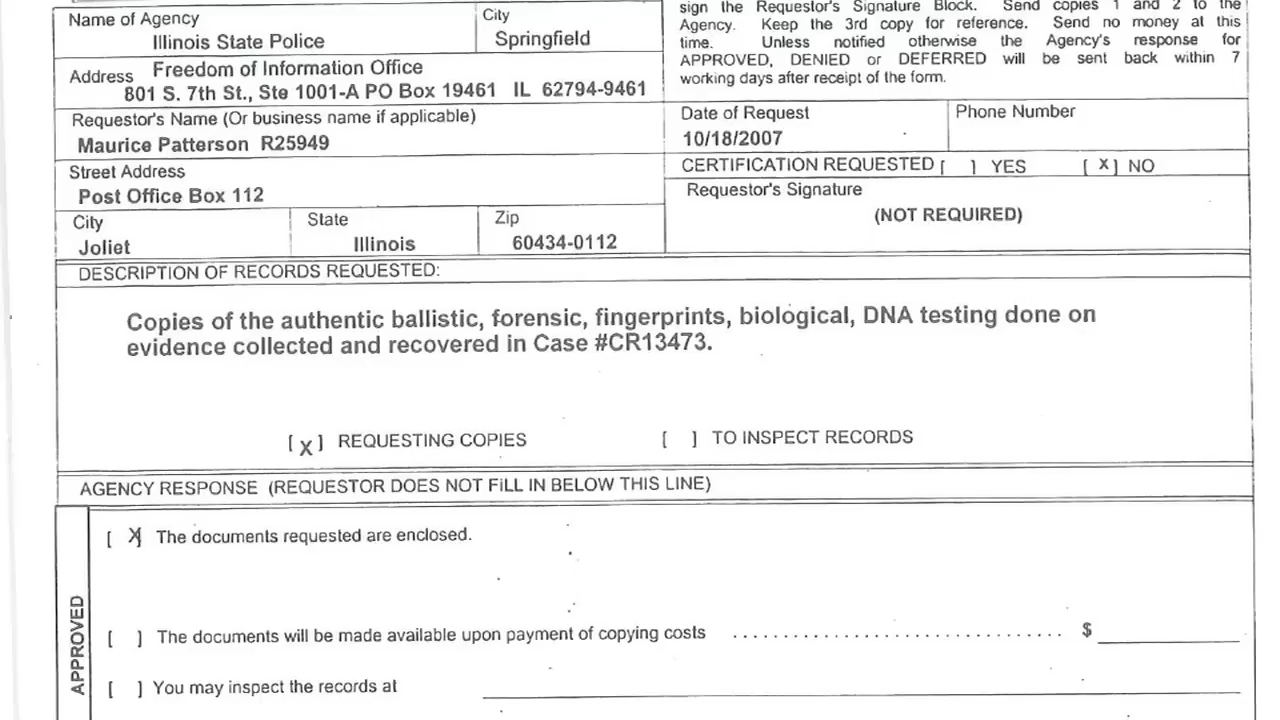 Name of Agency
Illinois State Police
City
Springfield
Address Freedom of Information Office
801 S. 7th St., Ste 1001-A PO Box 19461 IL 62794-9461
Requestor's Name (Or business name if applicable)
Maurice Patterson R25949
Street Address
Post Office Box 112
City
Joliet
State
Illinois
Zip
60434-0112
sign the Requestor's Signature Block. Send copies 1 and 2 to the
Agency. Keep the 3rd copy for reference. Send no money at this
time. Unless notified otherwise the Agency's response for
APPROVED, DENIED or DEFERRED will be sent back within 7
working days after receipt of the form.
Date of Request
10/18/2007
Phone Number
CERTIFICATION REQUESTED [ ] YES [ X ] NO
Requestor's Signature
(NOT REQUIRED)
DESCRIPTION OF RECORDS REQUESTED:
Copies of the authentic ballistic, forensic, fingerprints, biological, DNA testing done on
evidence collected and recovered in Case #CR13473.
[ X ] REQUESTING COPIES [ ] TO INSPECT RECORDS
AGENCY RESPONSE (REQUESTOR DOES NOT FILL IN BELOW THIS LINE)
APPROVED
[ X] The documents requested are enclosed.
[ ] The documents will be made available upon payment of copying costs ................................ $
[ ] You may inspect the records at